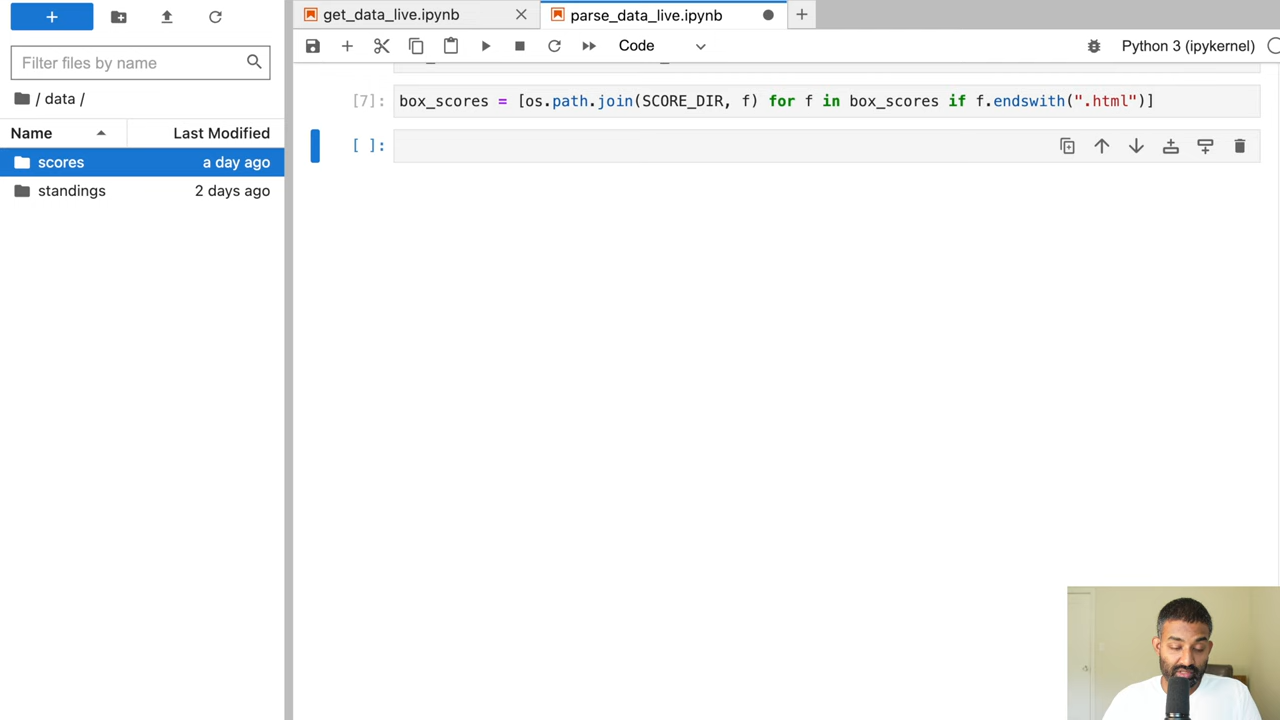 get_data_live.ipynb
parse_data_live.ipynb
Filter files by name
Code
Python 3 (ipykernel)
/ data /
Name
Last Modified
scores
a day ago
standings
2 days ago
[7]:
box_scores = [os.path.join(SCORE_DIR, f) for f in box_scores if f.endswith(".html")]
[ ]: